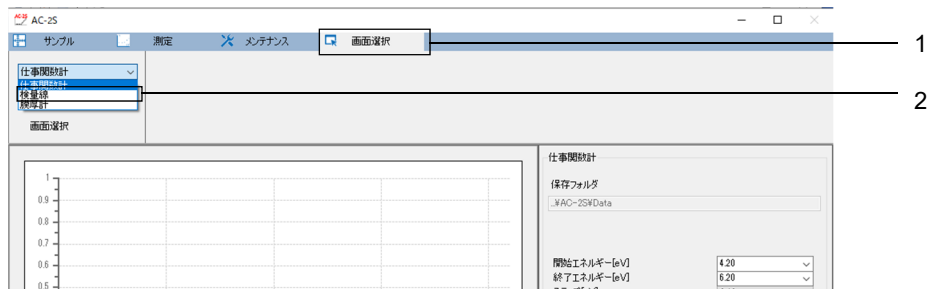 AC-2S
サンプル 測定 メンテナンス 画面選択
1
仕事関数計
仕事関数計
検量線
2
膜厚計
画面選択
仕事関数計
保存フォルダ
..¥AC-2S¥Data
1
0.9
0.8
0.7
0.6
0.5
開始エネルギー[eV] 4.20
終了エネルギー[eV] 6.20